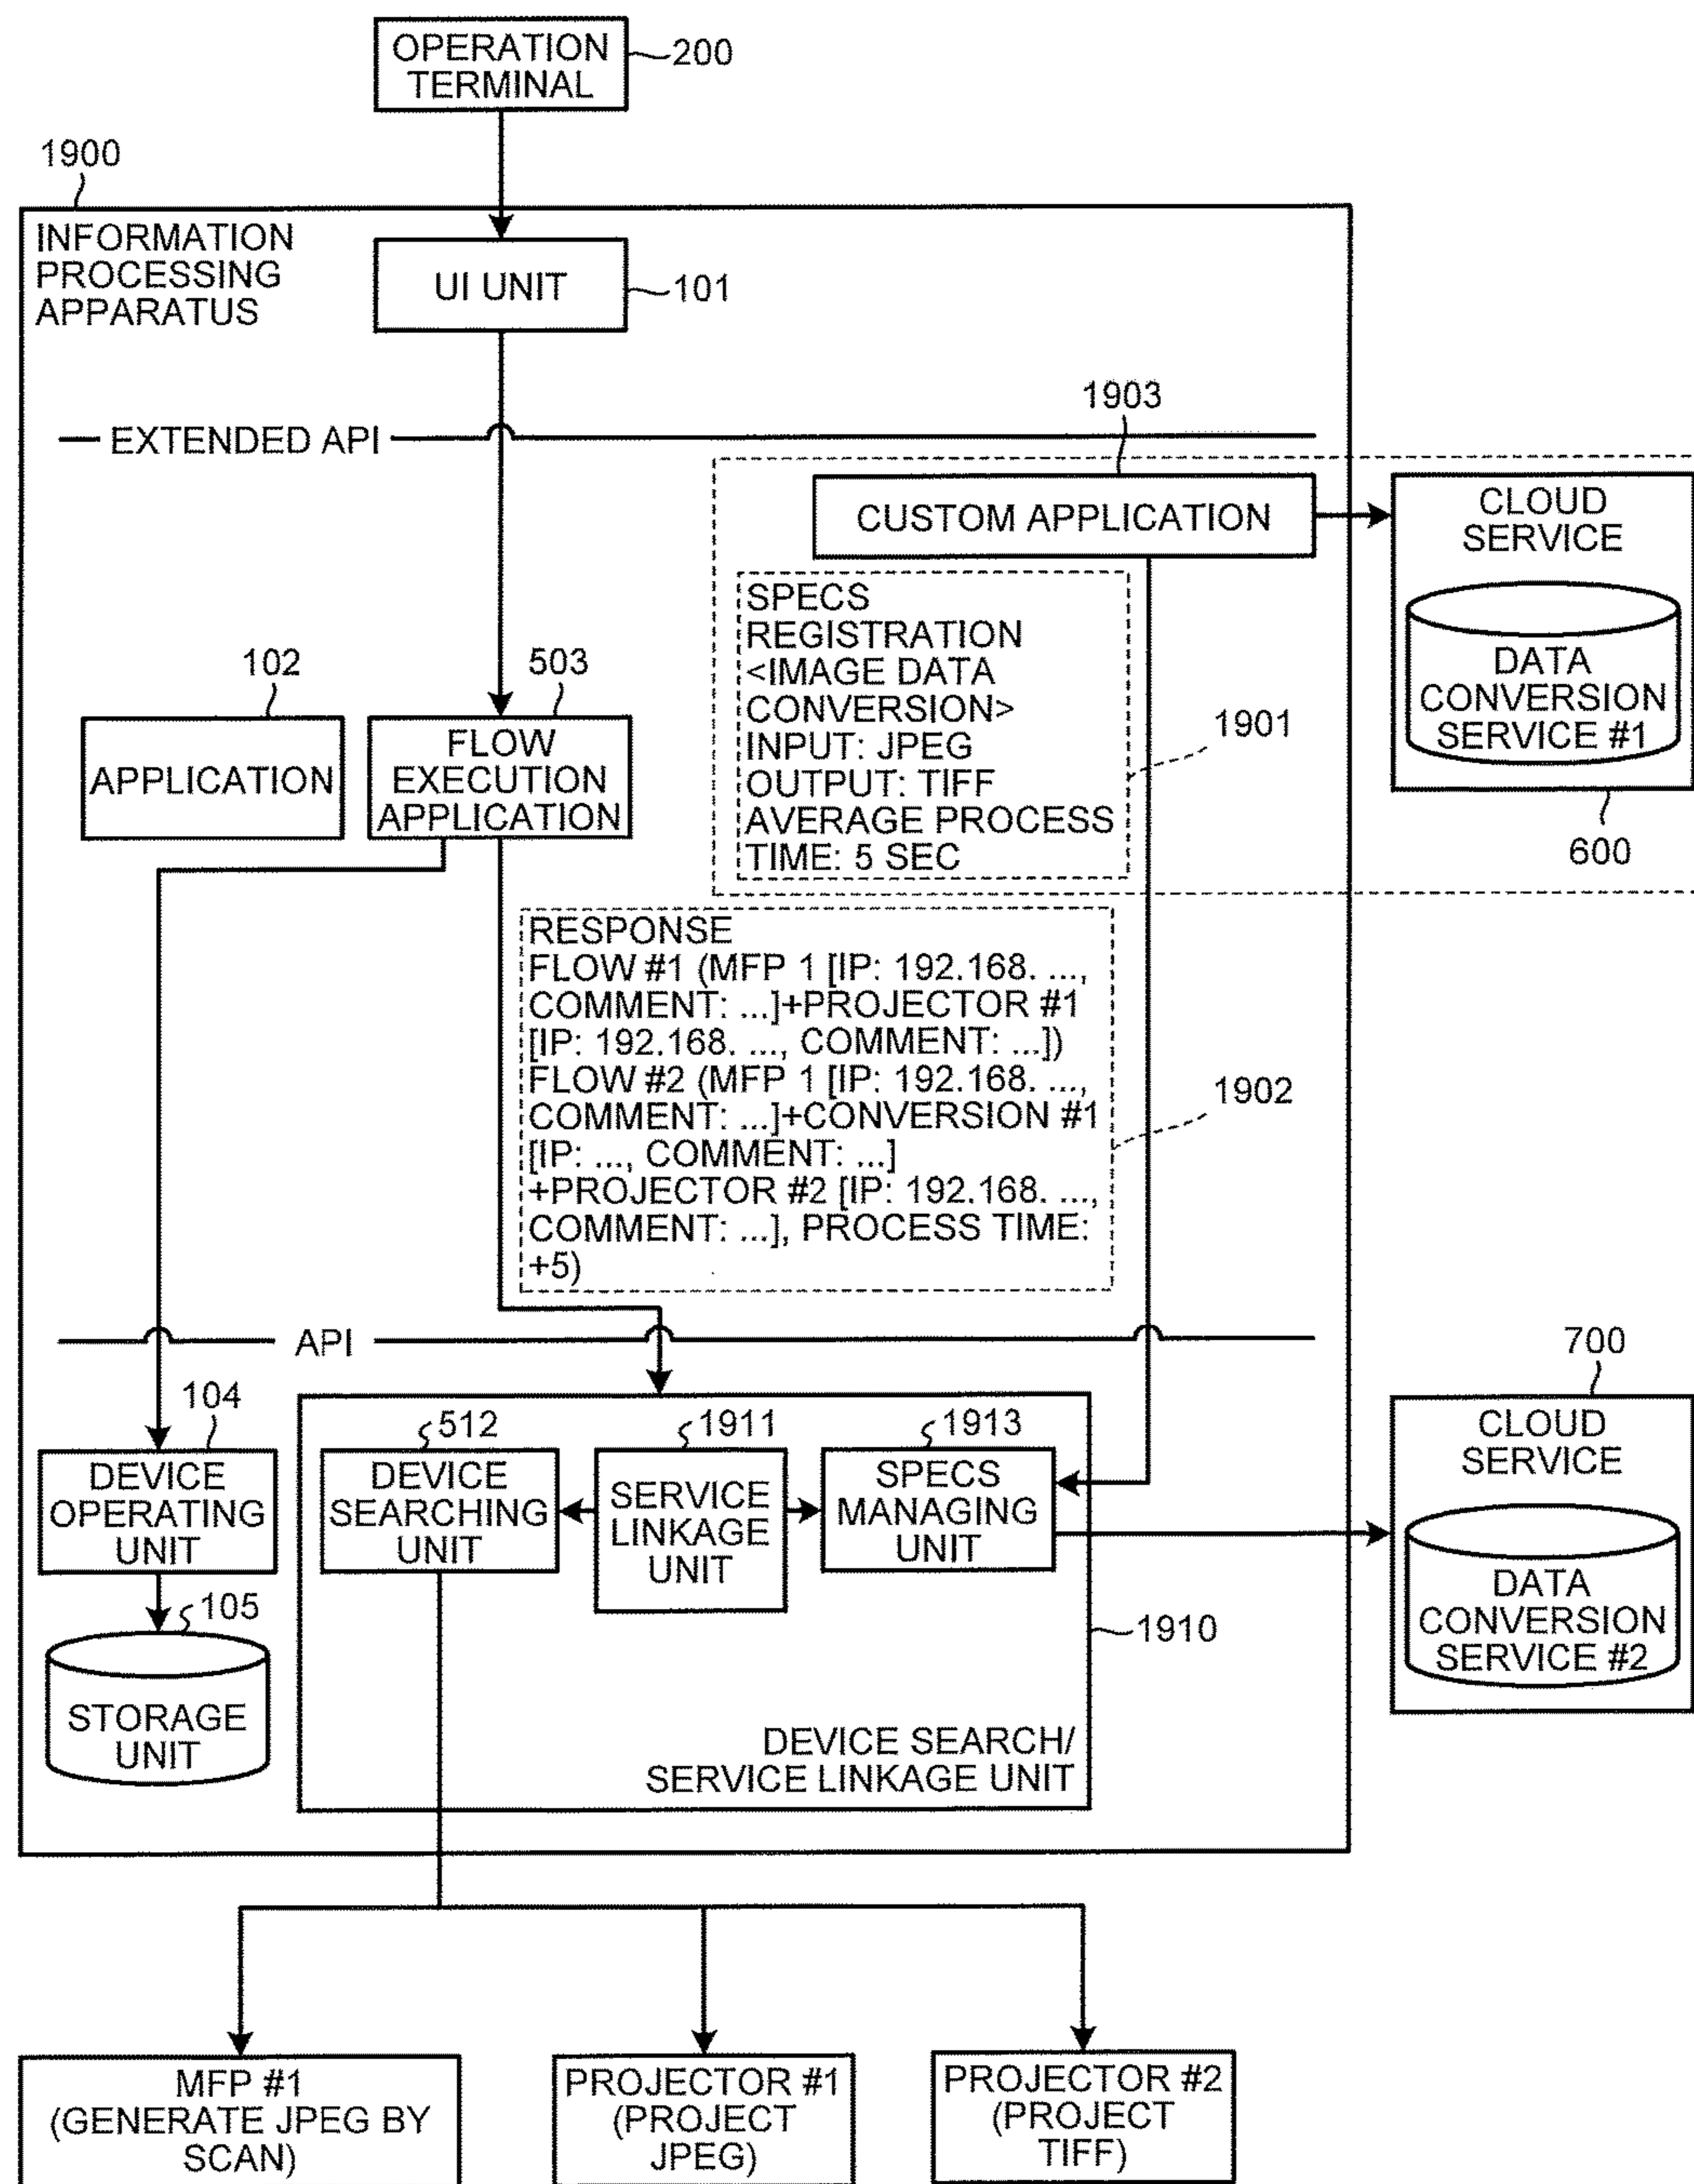 OPERATION
TERMINAL
200
1900
INFORMATION
PROCESSING
APPARATUS
UI UNIT
101
EXTENDED API
1903
CUSTOM APPLICATION
CLOUD
SERVICE
DATA
CONVERSION
SERVICE #1
600
SPECS
REGISTRATION
<IMAGE DATA
CONVERSION>
INPUT: JPEG
OUTPUT: TIFF
AVERAGE PROCESS
TIME: 5 SEC
1901
102
APPLICATION
503
FLOW
EXECUTION
APPLICATION
RESPONSE
FLOW #1 (MFP 1 [IP: 192.168. ...,
COMMENT: ...]+PROJECTOR #1
[IP: 192.168. ..., COMMENT: ...])
FLOW #2 (MFP 1 [IP: 192.168. ...,
COMMENT: ...]+CONVERSION #1
[IP: ..., COMMENT: ...]
+PROJECTOR #2 [IP: 192.168. ...,
COMMENT: ...], PROCESS TIME:
+5)
1902
API
104
DEVICE
OPERATING
UNIT
105
STORAGE
UNIT
512
DEVICE
SEARCHING
UNIT
1911
SERVICE
LINKAGE
UNIT
1913
SPECS
MANAGING
UNIT
1910
DEVICE SEARCH/
SERVICE LINKAGE UNIT
700
CLOUD
SERVICE
DATA
CONVERSION
SERVICE #2
MFP #1
(GENERATE JPEG BY
SCAN)
PROJECTOR #1
(PROJECT
JPEG)
PROJECTOR #2
(PROJECT
TIFF)